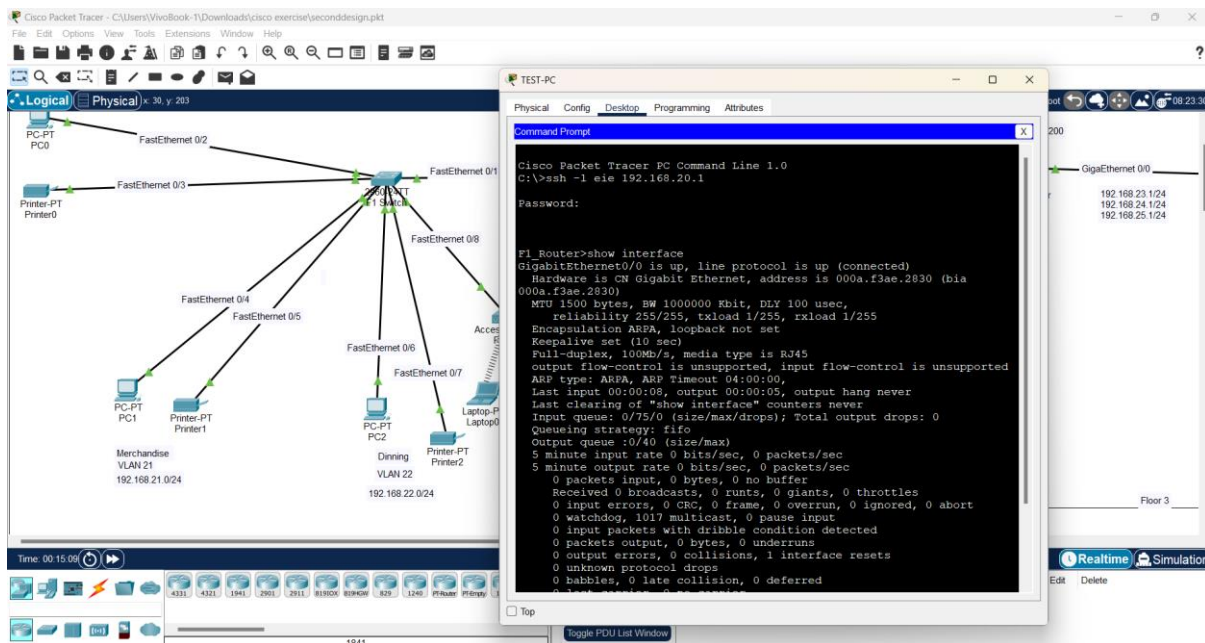 Cisco Packet Tracer - C:\Users\VivoBook-1\Downloads\cisco exercise\seconddesign.pkt
File Edit Options View Tools Extensions Window Help
?
Logical Physical x: 30, y: 203
08:23:30
PC-PT
PC0
FastEthernet 0/2
FastEthernet 0/1
FastEthernet 0/3
Printer-PT
Printer0
F1 Switch
FastEthernet 0/8
FastEthernet 0/4
FastEthernet 0/5
FastEthernet 0/6
FastEthernet 0/7
PC-PT
PC1
Printer-PT
Printer1
PC-PT
PC2
Laptop0
Printer-PT
Printer2
Merchandise
VLAN 21
192.168.21.0/24
Dinning
VLAN 22
192.168.22.0/24
TEST-PC
Physical Config Desktop Programming Attributes
Command Prompt X
Cisco Packet Tracer PC Command Line 1.0
C:\>ssh -l eie 192.168.20.1
Password:
F1_Router>show interface
GigabitEthernet0/0 is up, line protocol is up (connected)
Hardware is CN Gigabit Ethernet, address is 000a.f3ae.2830 (bia
000a.f3ae.2830)
MTU 1500 bytes, BW 1000000 Kbit, DLY 100 usec,
reliability 255/255, txload 1/255, rxload 1/255
Encapsulation ARPA, loopback not set
Keepalive set (10 sec)
Full-duplex, 100Mb/s, media type is RJ45
output flow-control is unsupported, input flow-control is unsupported
ARP type: ARPA, ARP Timeout 04:00:00,
Last input 00:00:08, output 00:00:05, output hang never
Last clearing of "show interface" counters never
Input queue: 0/75/0 (size/max/drops); Total output drops: 0
Queueing strategy: fifo
Output queue :0/40 (size/max)
5 minute input rate 0 bits/sec, 0 packets/sec
5 minute output rate 0 bits/sec, 0 packets/sec
0 packets input, 0 bytes, 0 no buffer
Received 0 broadcasts, 0 runts, 0 giants, 0 throttles
0 input errors, 0 CRC, 0 frame, 0 overrun, 0 ignored, 0 abort
0 watchdog, 1017 multicast, 0 pause input
0 input packets with dribble condition detected
0 packets output, 0 bytes, 0 underruns
0 output errors, 0 collisions, 1 interface resets
0 unknown protocol drops
0 babbles, 0 late collision, 0 deferred
Top
200
GigaEthernet 0/0
192.168.23.1/24
192.168.24.1/24
192.168.25.1/24
Floor 3
Time: 00:15:09
Realtime Simulation
4331 4321 1941 2901 2911 819IOX 819HGW 829 1240 PT-Router PT-Empty
Edit Delete
1841
Toggle PDU List Window